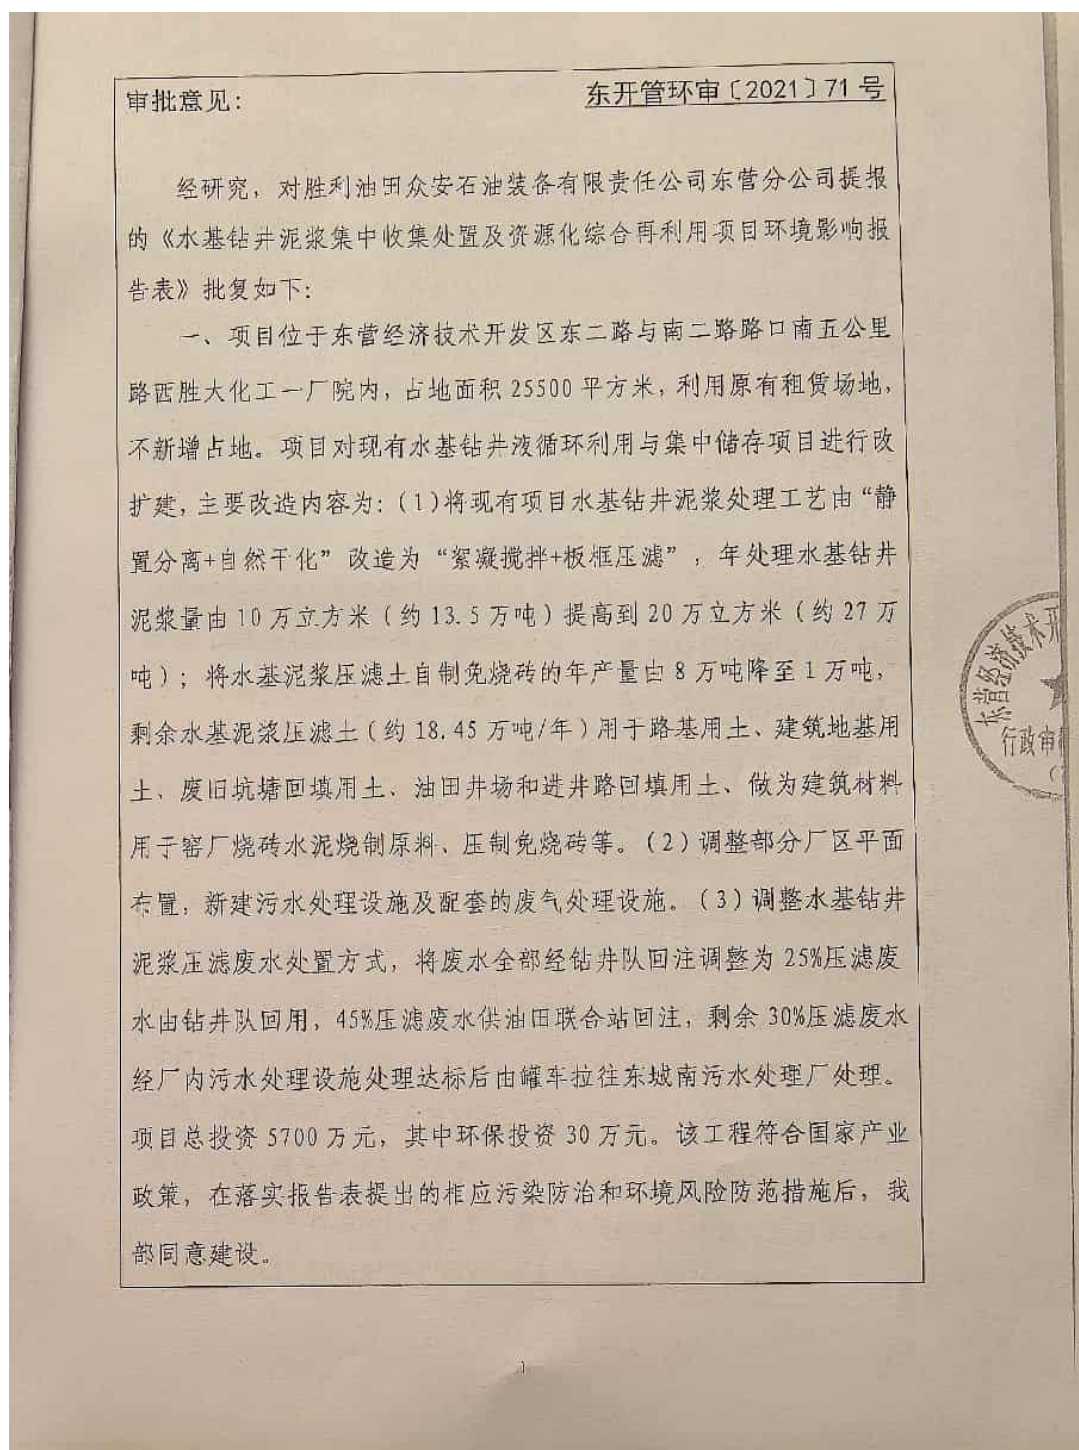 审批意见： 东开管环审〔2021〕71号
经研究，对胜利油田众安石油装备有限责任公司东营分公司提报
的《水基钻井泥浆集中收集处置及资源化综合再利用项目环境影响报
告表》批复如下：
一、项目位于东营经济技术开发区东二路与南二路路口南五公里
路西胜大化工一厂院内，占地面积25500平方米，利用原有租赁场地，
不新增占地。项目对现有水基钻井液循环利用与集中储存项目进行改
扩建，主要改造内容为：（1）将现有项目水基钻井泥浆处理工艺由“静
置分离+自然干化”改造为“絮凝搅拌+板框压滤”，年处理水基钻井
泥浆量由10万立方米（约13.5万吨）提高到20万立方米（约27万
吨）；将水基泥浆压滤土自制免烧砖的年产量由8万吨降至1万吨，
剩余水基泥浆压滤土（约18.45万吨/年）用于路基用土、建筑地基用
土、废旧坑塘回填用土、油田井场和进井路回填用土、做为建筑材料
用于窑厂烧砖水泥烧制原料、压制免烧砖等。（2）调整部分厂区平面
布置，新建污水处理设施及配套的废气处理设施。（3）调整水基钻井
泥浆压滤废水处置方式，将废水全部经钻井队回注调整为25%压滤废
水由钻井队回用，45%压滤废水供油田联合站回注，剩余30%压滤废水
经厂内污水处理设施处理达标后由罐车拉往东城南污水处理厂处理。
项目总投资5700万元，其中环保投资30万元。该工程符合国家产业
政策，在落实报告表提出的相应污染防治和环境风险防范措施后，我
部同意建设。
东营经济技术开
行政审
1